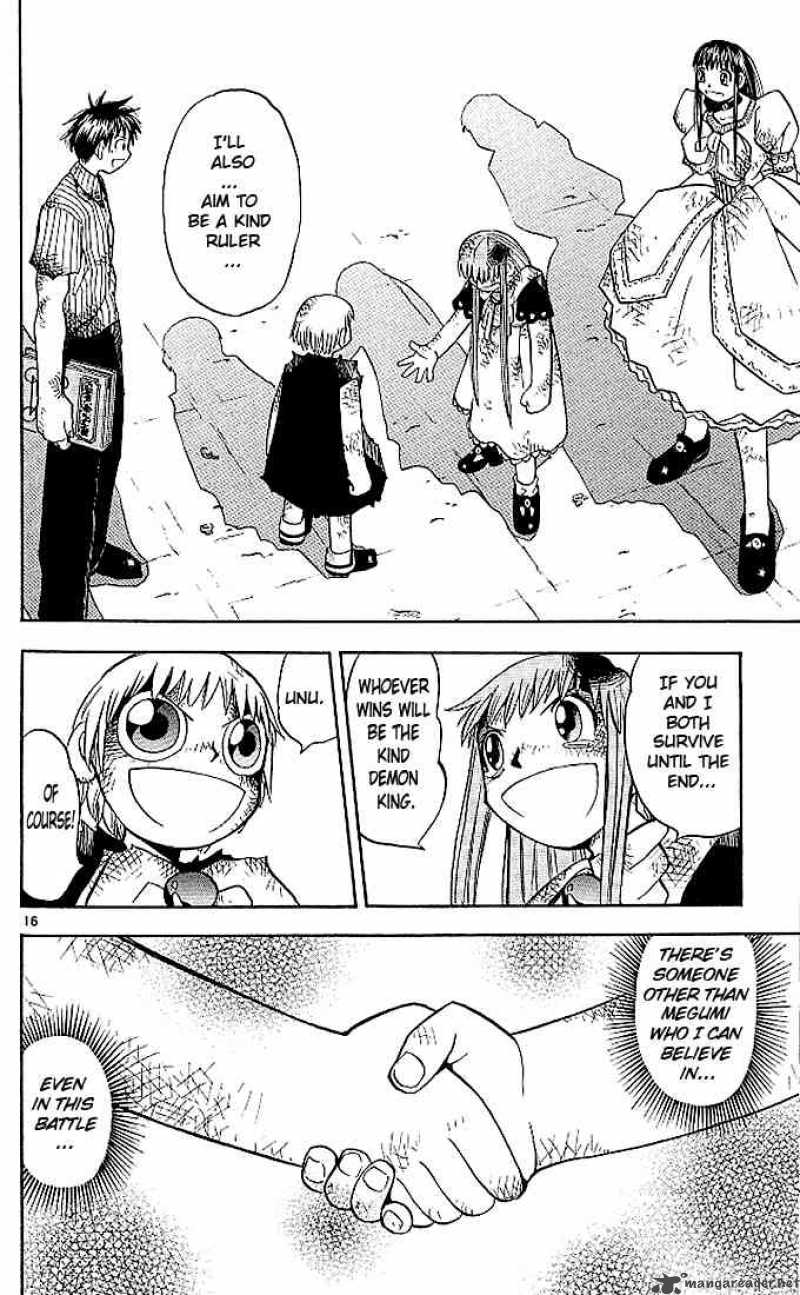 I'LL
ALSO
...
AIM TO
BE A KIND
RULER
...
IF YOU
AND I
BOTH
SURVIVE
UNTIL
THE END...
WHOEVER
WINS WILL
BE THE
KIND
DEMON
KING.
UNU.
OF
COURSE!
16
THERE'S
SOMEONE
OTHER THAN
MEGUMI
WHO I CAN
BELIEVE
IN...
EVEN
IN THIS
BATTLE
...
mangareader.net